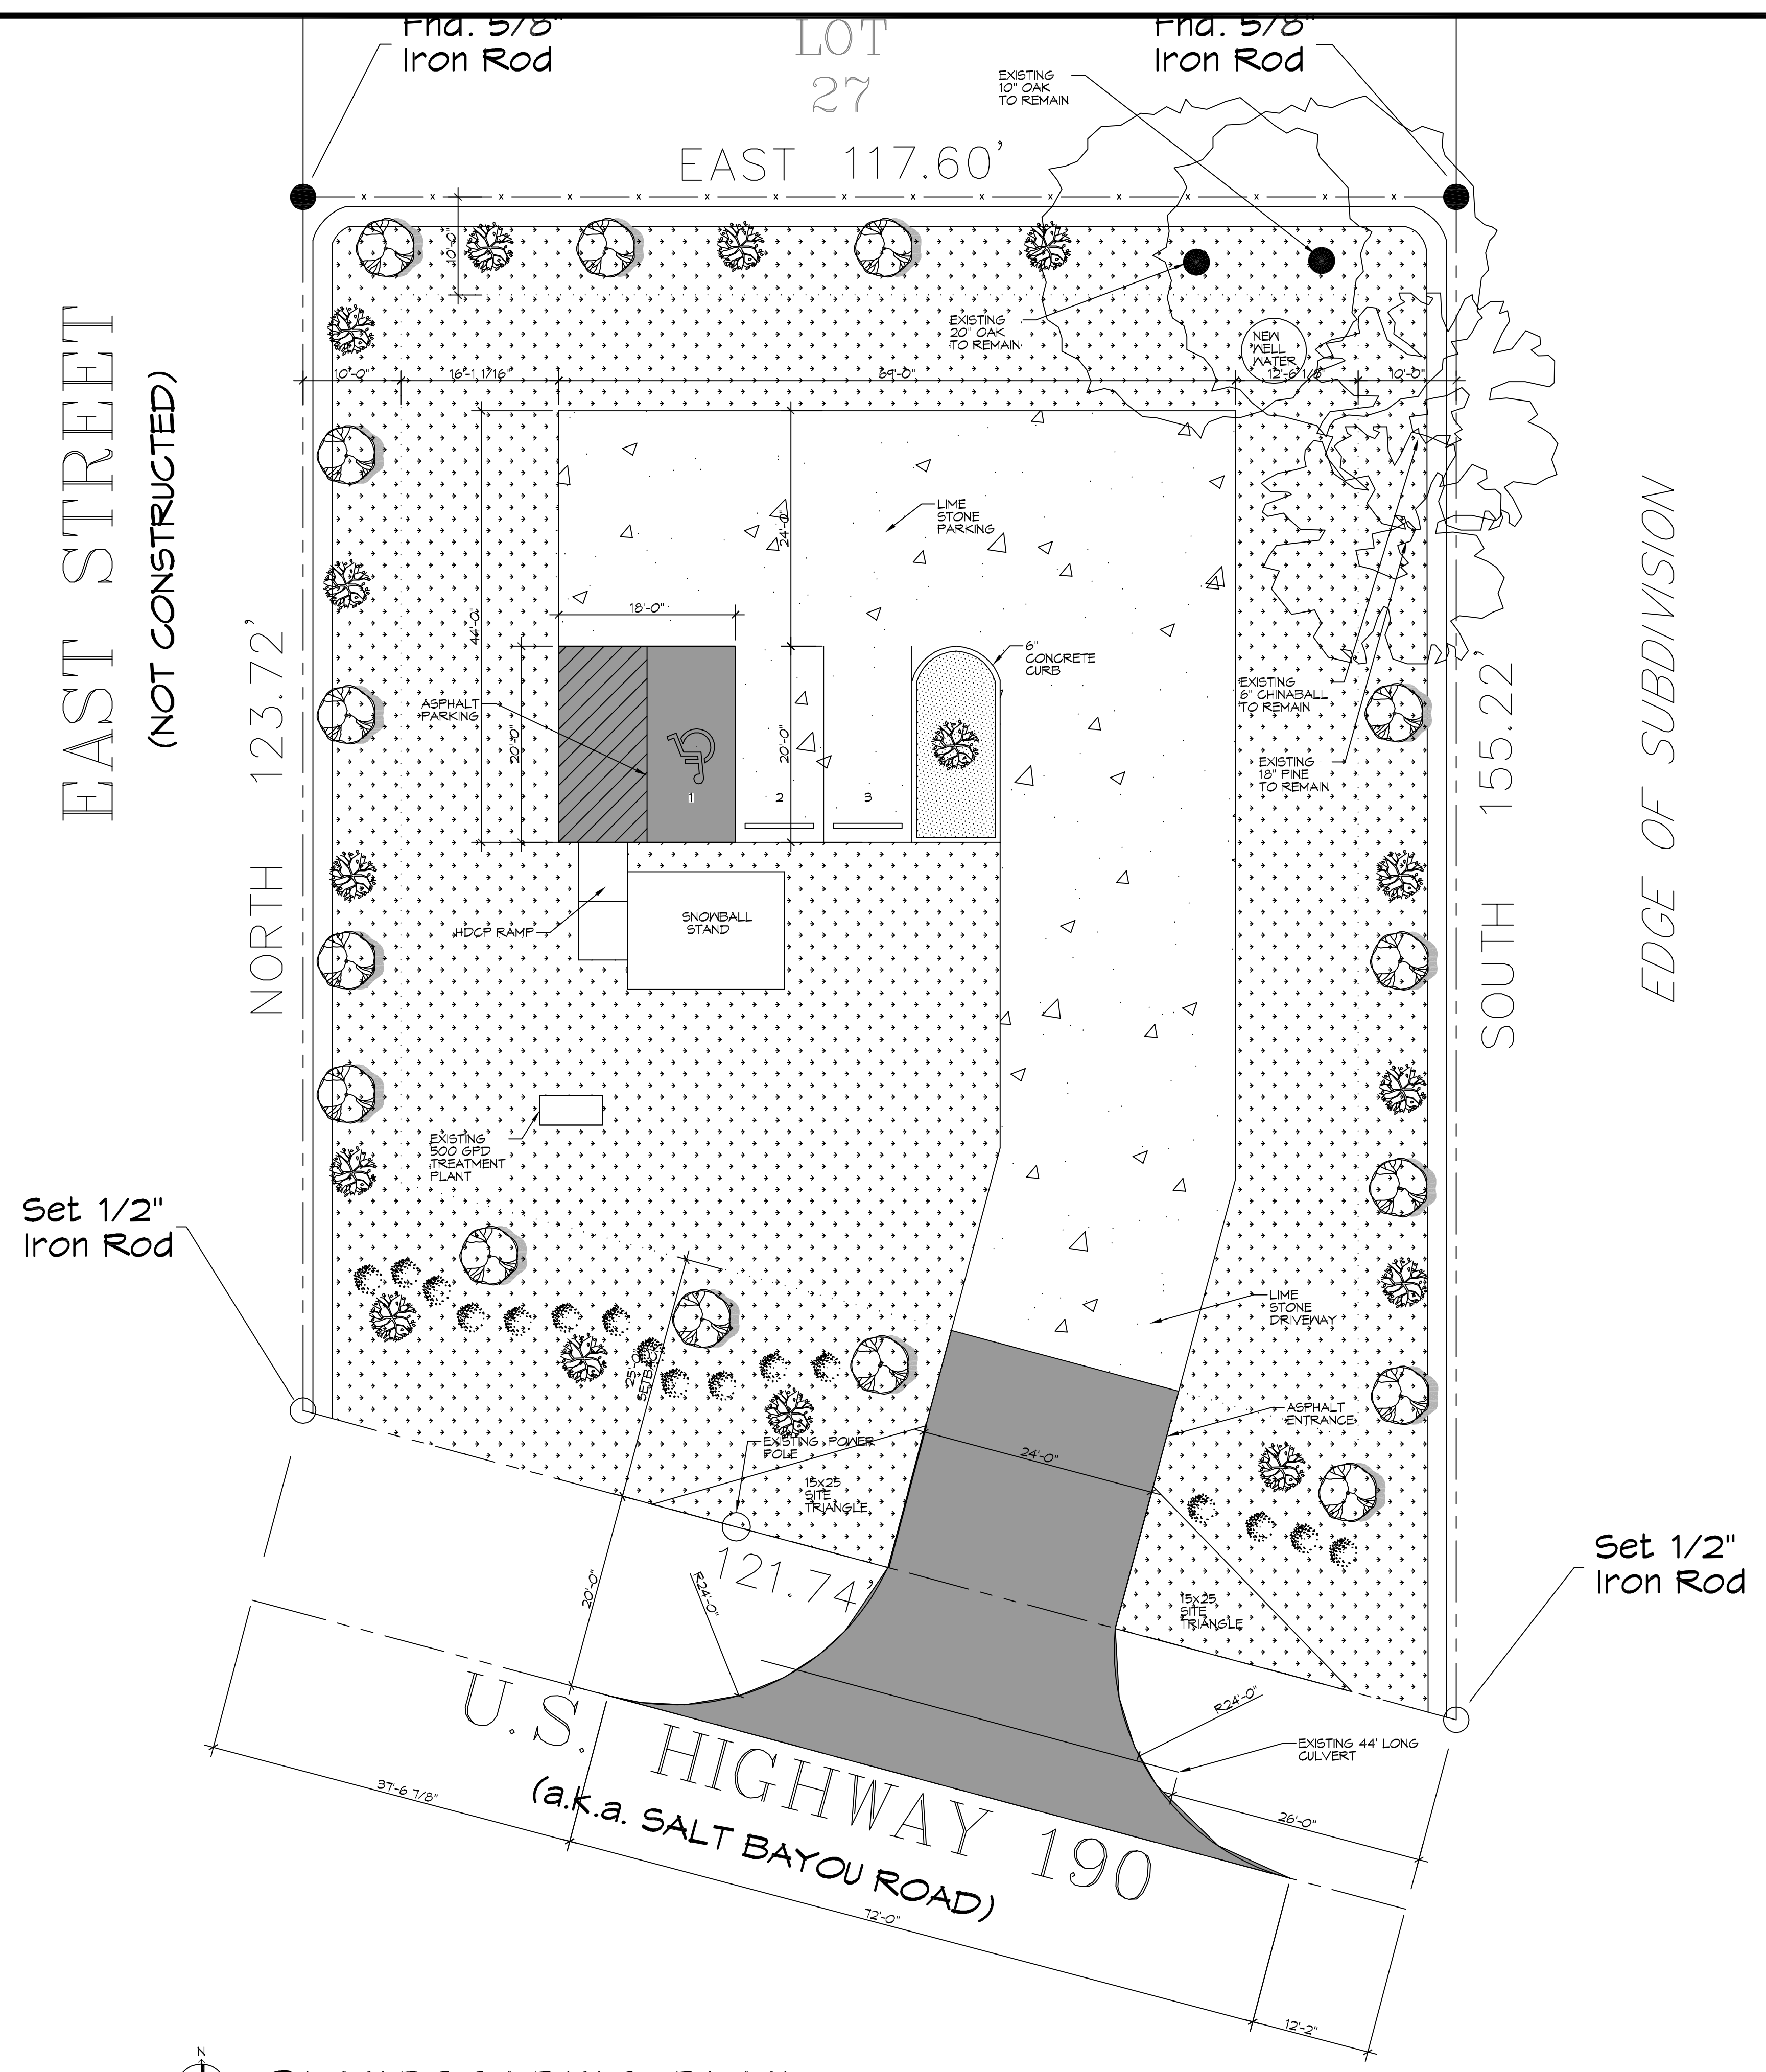 Fnd. 5/8"
Iron Rod
LOT
27
Fnd. 5/8"
Iron Rod
EXISTING
10" OAK
TO REMAIN
EAST 117.60'
10'-0"
EXISTING
20" OAK
TO REMAIN
NEW
WELL
WATER
10'-0"
16'-1 1/16"
69'-0"
10'-0"
EAST STREET
(NOT CONSTRUCTED)
NORTH 123.72'
LIME
STONE
PARKING
24'-0"
44'-0"
18'-0"
6"
CONCRETE
CURB
ASPHALT
PARKING
20'-0"
20'-0"
1
2
3
EXISTING
6" CHINABALL
TO REMAIN
EXISTING
18" PINE
TO REMAIN
SOUTH 155.22'
EDGE OF SUBDIVISION
HDCP RAMP
SNOWBALL
STAND
EXISTING
500 GPD
TREATMENT
PLANT
Set 1/2"
Iron Rod
LIME
STONE
DRIVEWAY
25'-0"
ASPHALT
ENTRANCE
EXISTING POWER
POLE
24'-0"
15x25
SITE
TRIANGLE
121.74'
Set 1/2"
Iron Rod
20'-0"
R24'-0"
15x25
SITE
TRIANGLE
R24'-0"
EXISTING 44' LONG
CULVERT
U.S. HIGHWAY 190
(a.k.a. SALT BAYOU ROAD)
37'-6 7/8"
26'-0"
72'-0"
12'-2"
N